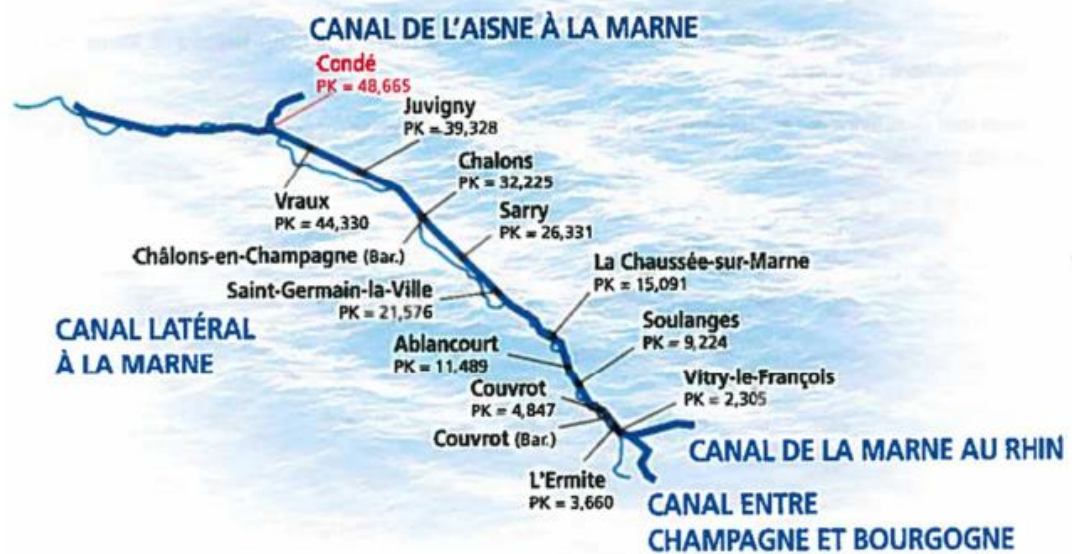 CANAL DE L'AISNE À LA MARNE
Condé
PK = 48,665
Juvigny
PK = 39,328
Chalons
PK = 32,225
Vraux
PK = 44,330
Sarry
PK = 26,331
Châlons-en-Champagne (Bar.)
La Chaussée-sur-Marne
PK = 15,091
Saint-Germain-la-Ville
PK = 21,576
CANAL LATÉRAL
À LA MARNE
Soulanges
PK = 9,224
Ablancourt
PK = 11,489
Vitry-le-François
PK = 2,305
Couvrot
PK = 4,847
Couvrot (Bar.)
CANAL DE LA MARNE AU RHIN
L'Ermite
PK = 3,660
CANAL ENTRE
CHAMPAGNE ET BOURGOGNE